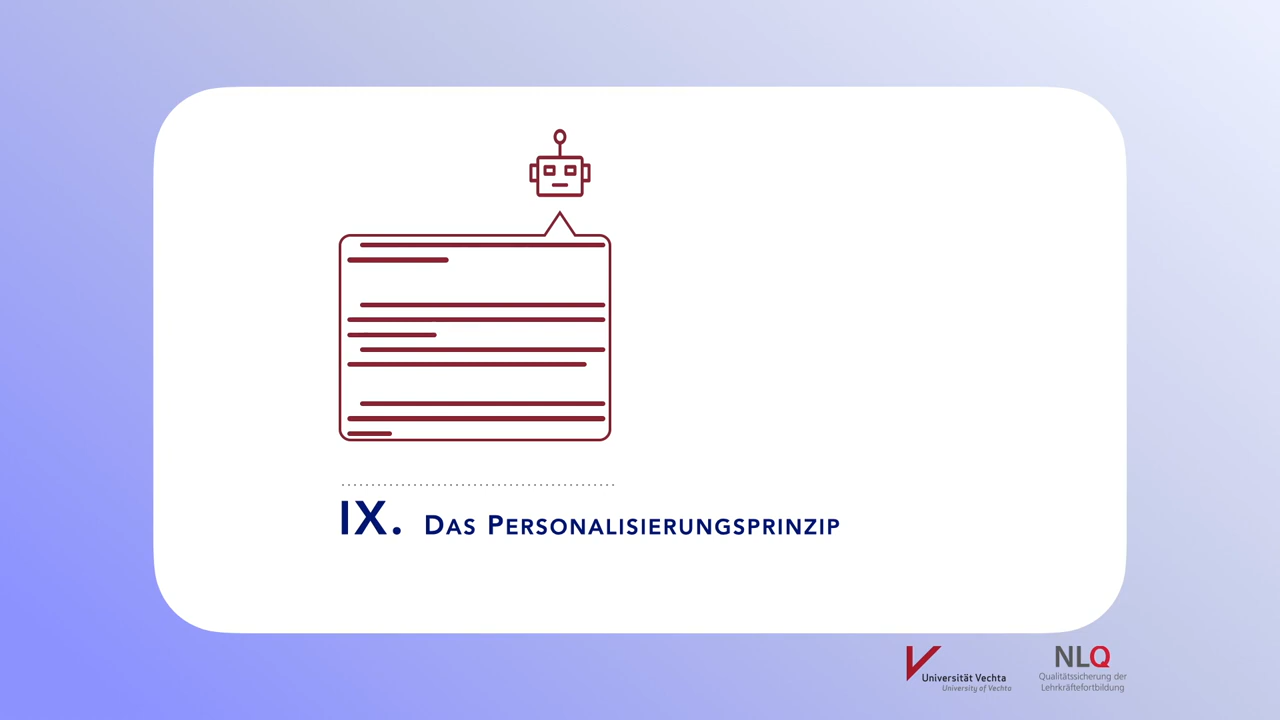 IX. Das Personalisierungsprinzip
Universität Vechta
University of Vechta
NLQ
Qualitätssicherung der
Lehrkräftefortbildung